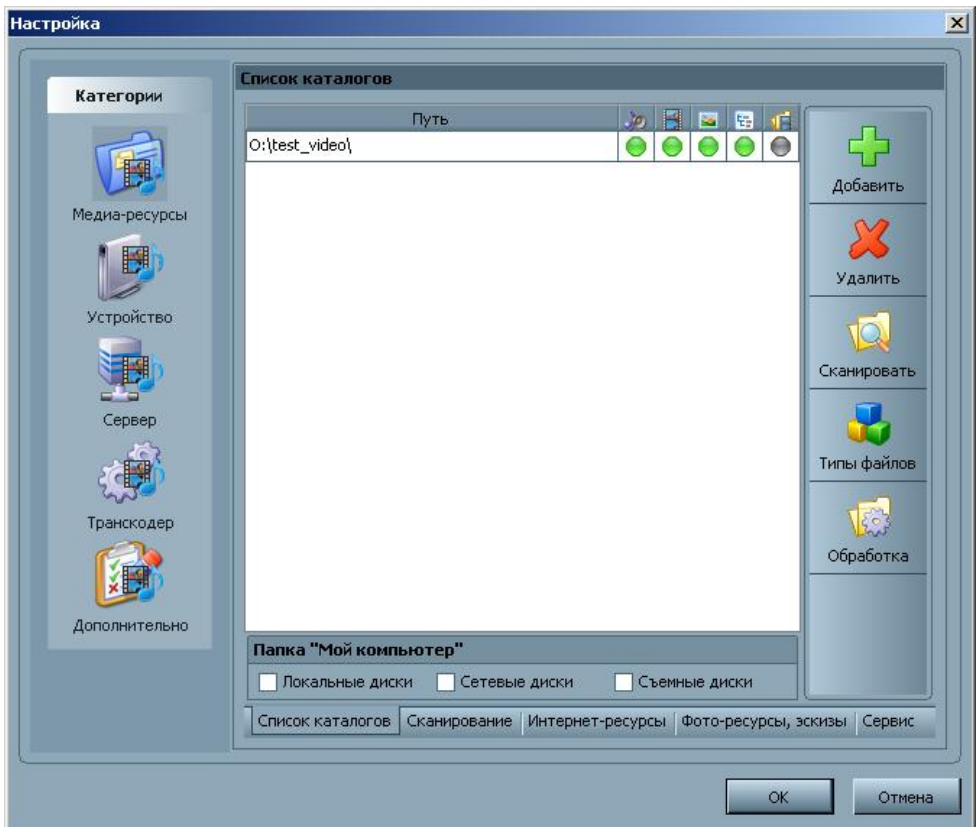 Настройка
Категории
Медиа-ресурсы
Устройство
Сервер
Транскодер
Дополнительно
Список каталогов
Путь
O:\test_video\
Добавить
Удалить
Сканировать
Типы файлов
Обработка
Папка "Мой компьютер"
Локальные диски Сетевые диски Съемные диски
Список каталогов Сканирование Интернет-ресурсы Фото-ресурсы, эскизы Сервис
OK Отмена